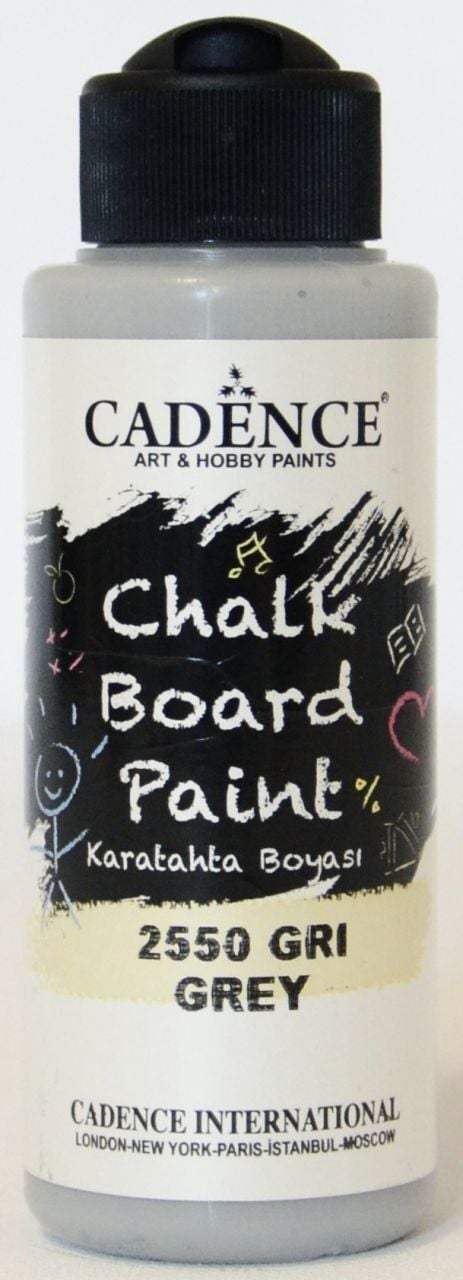 CADENCE®
ART & HOBBY PAINTS
Chalk
Board
Paint
%
Karatahta Boyası
2550 GRI
GREY
CADENCE INTERNATIONAL
LONDON-NEW YORK-PARIS-İSTANBUL-MOSCOW